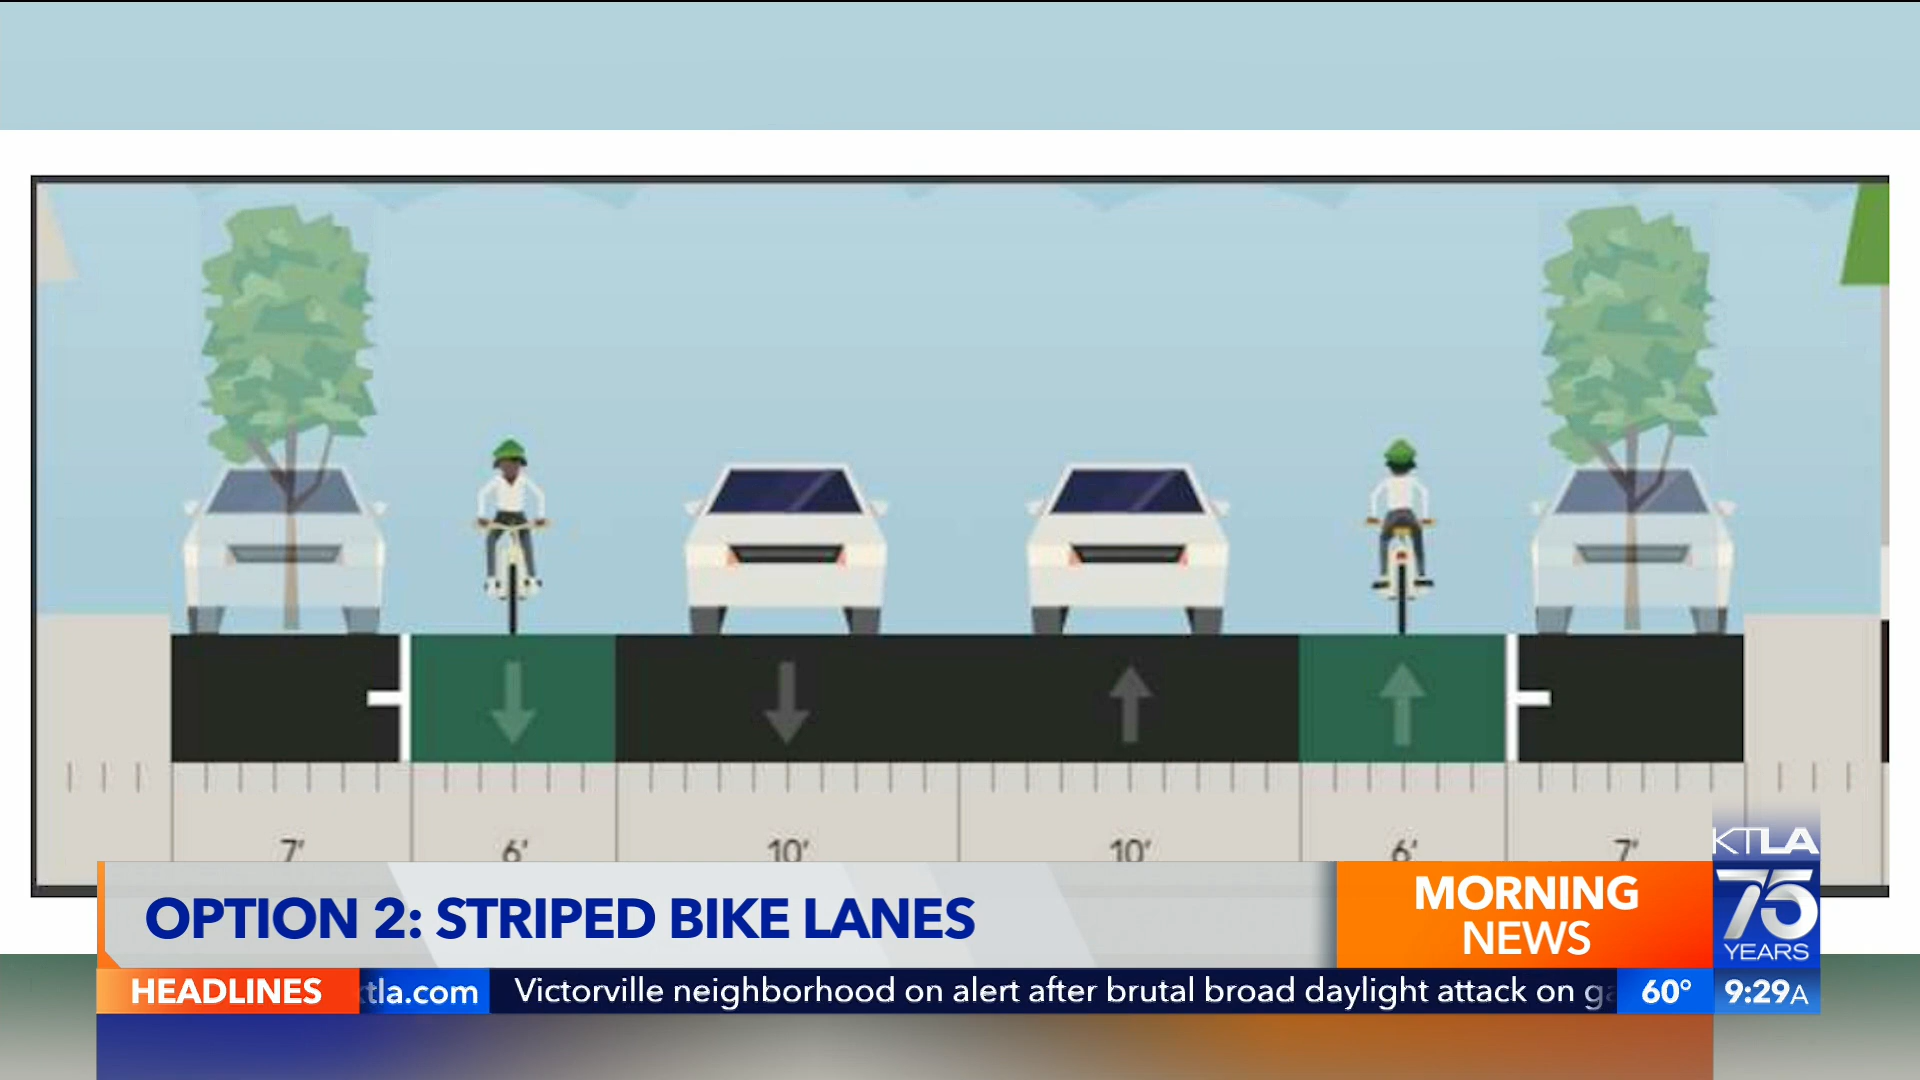 7' 6' 10' 10' 6' 7'
OPTION 2: STRIPED BIKE LANES
MORNING
NEWS
KTLA
75
YEARS
HEADLINES
ktla.com
Victorville neighborhood on alert after brutal broad daylight attack on
60°
9:29A